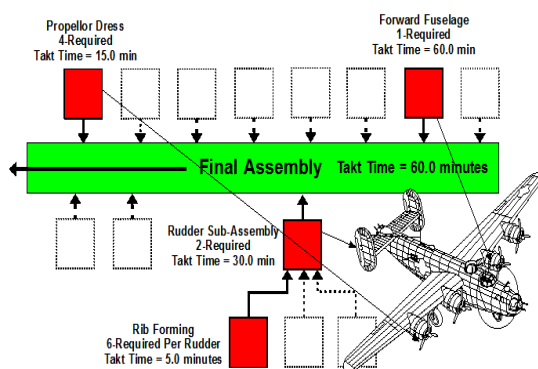 Propellor Dress
4-Required
Takt Time = 15.0 min
Forward Fuselage
1-Required
Takt Time = 60.0 min
Final Assembly Takt Time = 60.0 minutes
Rudder Sub-Assembly
2-Required
Takt Time = 30.0 min
Rib Forming
6-Required Per Rudder
Takt Time = 5.0 minutes